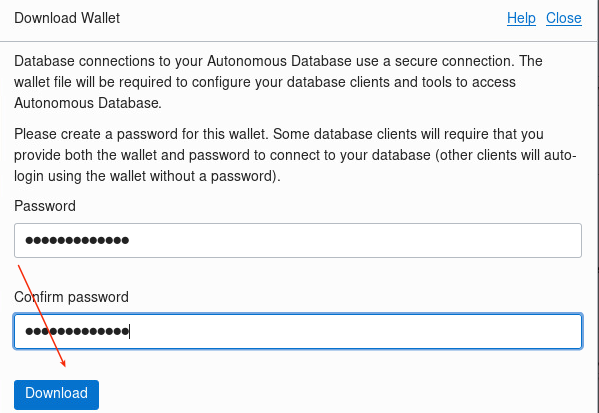 Download Wallet
Help Close
Database connections to your Autonomous Database use a secure connection. The
wallet file will be required to configure your database clients and tools to access
Autonomous Database.
Please create a password for this wallet. Some database clients will require that you
provide both the wallet and password to connect to your database (other clients will auto-
login using the wallet without a password).
Password
●●●●●●●●●●●●●
Confirm password
●●●●●●●●●●●●●
Download